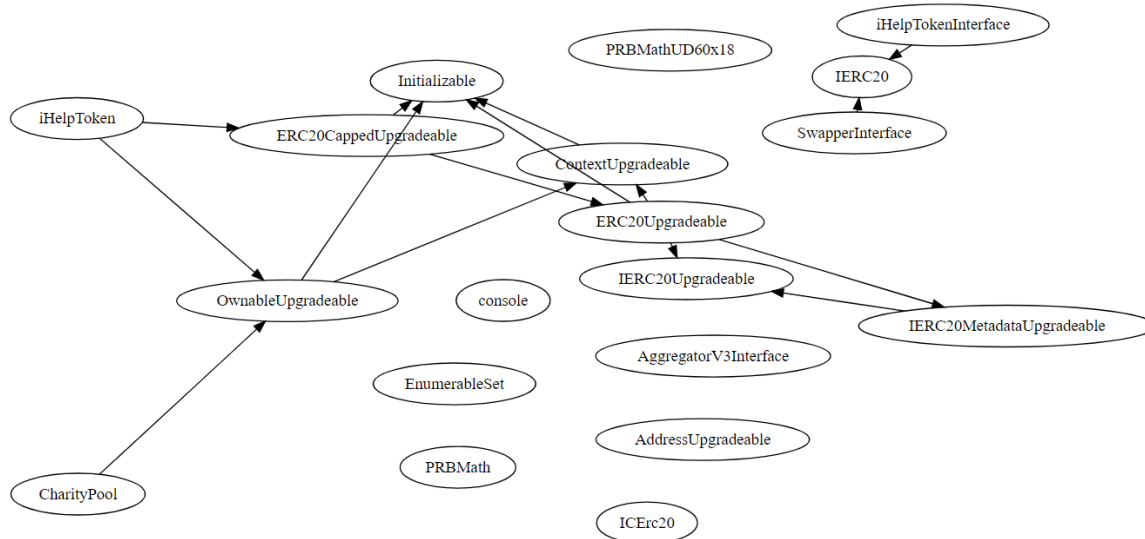 iHelpTokenInterface
PRBMathUD60x18
IERC20
Initializable
iHelpToken
ERC20CappedUpgradeable
SwapperInterface
ContextUpgradeable
ERC20Upgradeable
IERC20Upgradeable
OwnableUpgradeable
console
IERC20MetadataUpgradeable
AggregatorV3Interface
EnumerableSet
AddressUpgradeable
PRBMath
CharityPool
ICErc20